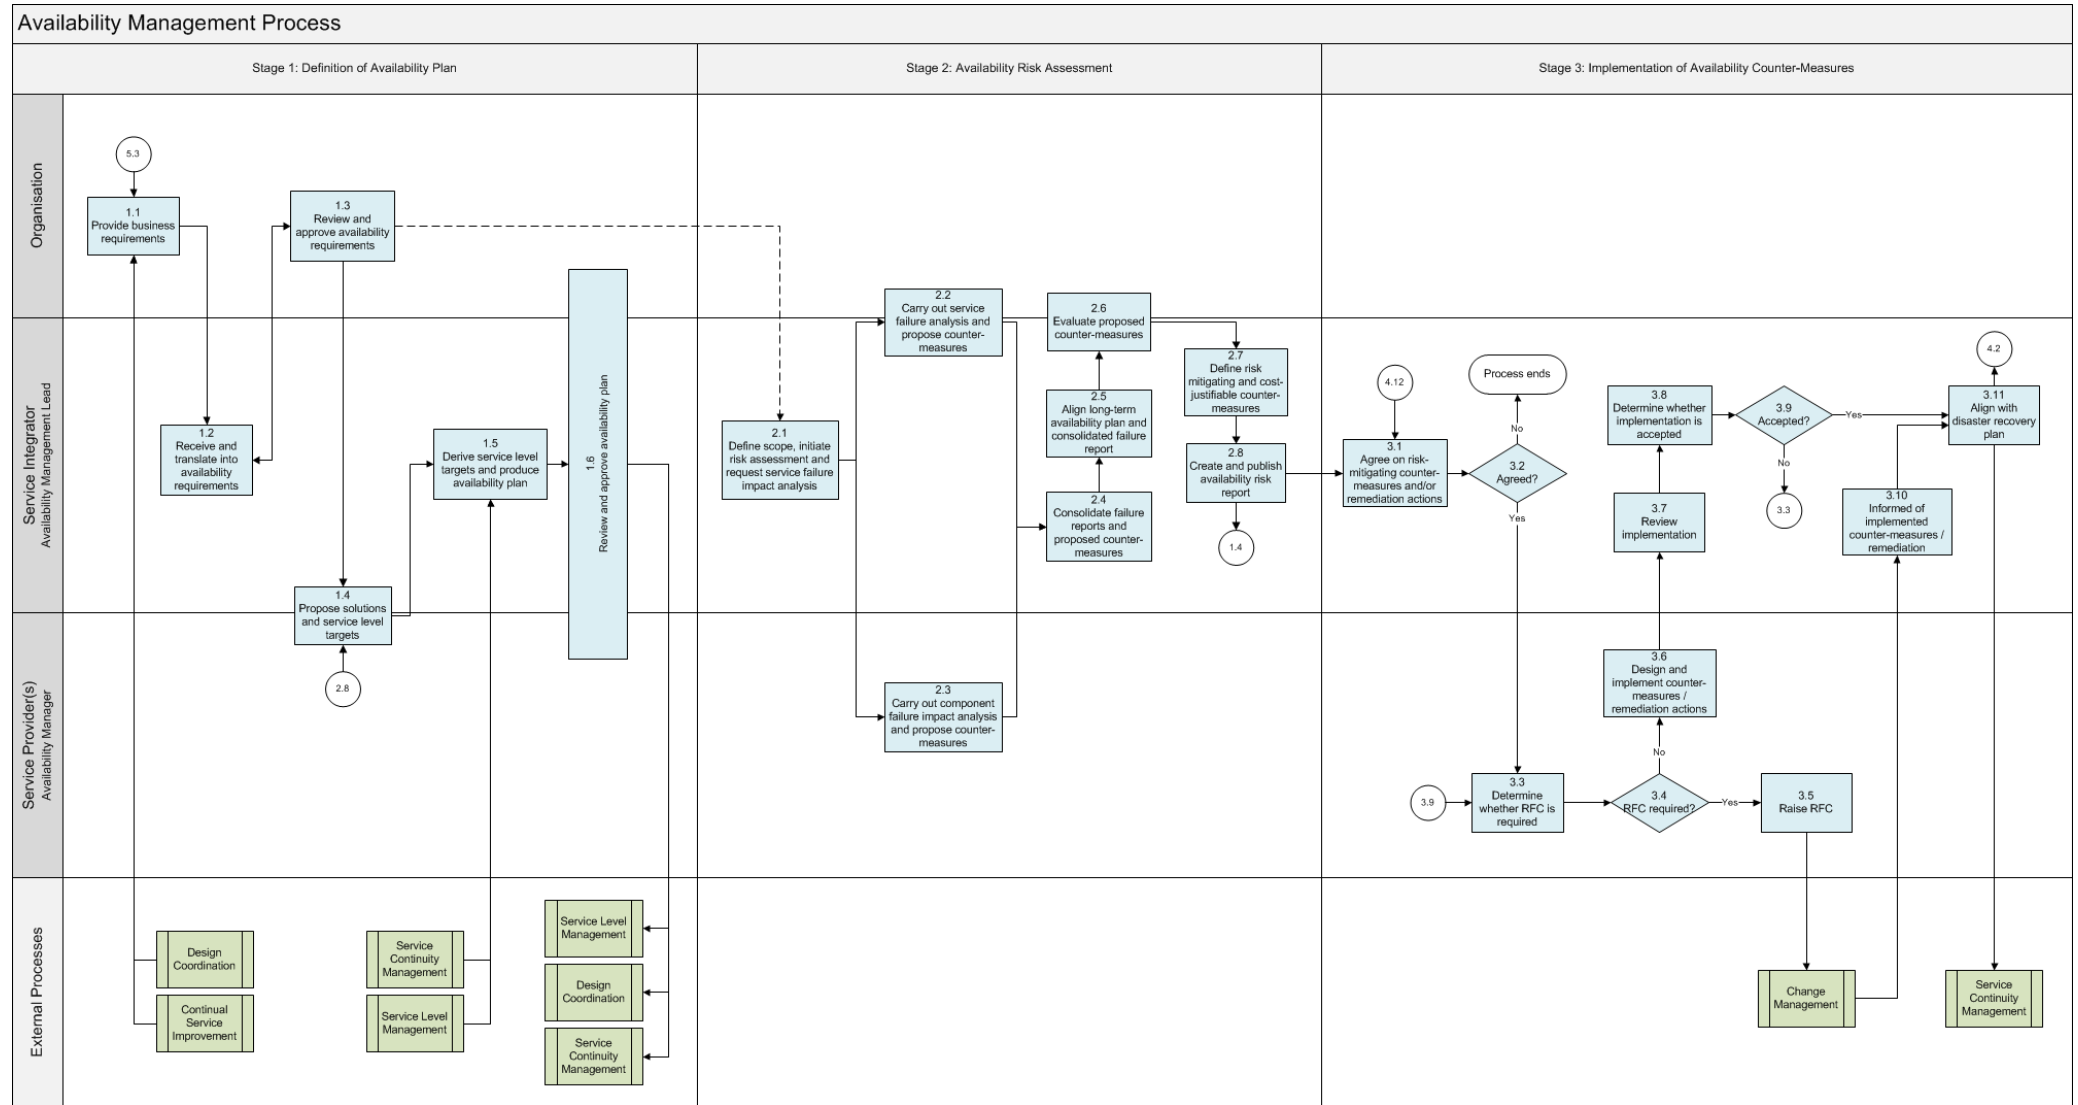 Availability Management Process
Stage 1: Definition of Availability Plan
Stage 2: Availability Risk Assessment
Stage 3: Implementation of Availability Counter-Measures
Organisation
5.3
1.1
Provide business
requirements
1.3
Review and
approve availability
requirements
2.2
Carry out service
failure analysis and
propose counter-
measures
2.6
Evaluate proposed
counter-measures
Service Integrator
Availability Management Lead
1.2
Receive and
translate into
availability
requirements
1.5
Derive service level
targets and produce
availability plan
1.6
Review and approve availability plan
1.4
Propose solutions
and service level
targets
2.8
2.1
Define scope, initiate
risk assessment and
request service failure
impact analysis
2.5
Align long-term
availability plan and
consolidated failure
report
2.4
Consolidate failure
reports and
proposed counter-
measures
2.7
Define risk
mitigating and cost-
justifiable counter-
measures
2.8
Create and publish
availability risk
report
1.4
4.12
3.1
Agree on risk-
mitigating counter-
measures and/or
remediation actions
Process ends
No
3.2
Agreed?
Yes
3.8
Determine whether
implementation is
accepted
3.9
Accepted?
Yes
No
3.3
3.7
Review
implementation
4.2
3.11
Align with
disaster recovery
plan
3.10
Informed of
implemented
counter-measures /
remediation
Service Provider(s)
Availability Manager
2.3
Carry out component
failure impact analysis
and propose counter-
measures
3.6
Design and
implement counter-
measures /
remediation actions
No
3.9
3.3
Determine
whether RFC is
required
3.4
RFC required?
Yes
3.5
Raise RFC
External Processes
Design
Coordination
Continual
Service
Improvement
Service
Continuity
Management
Service Level
Management
Service Level
Management
Design
Coordination
Service
Continuity
Management
Change
Management
Service
Continuity
Management